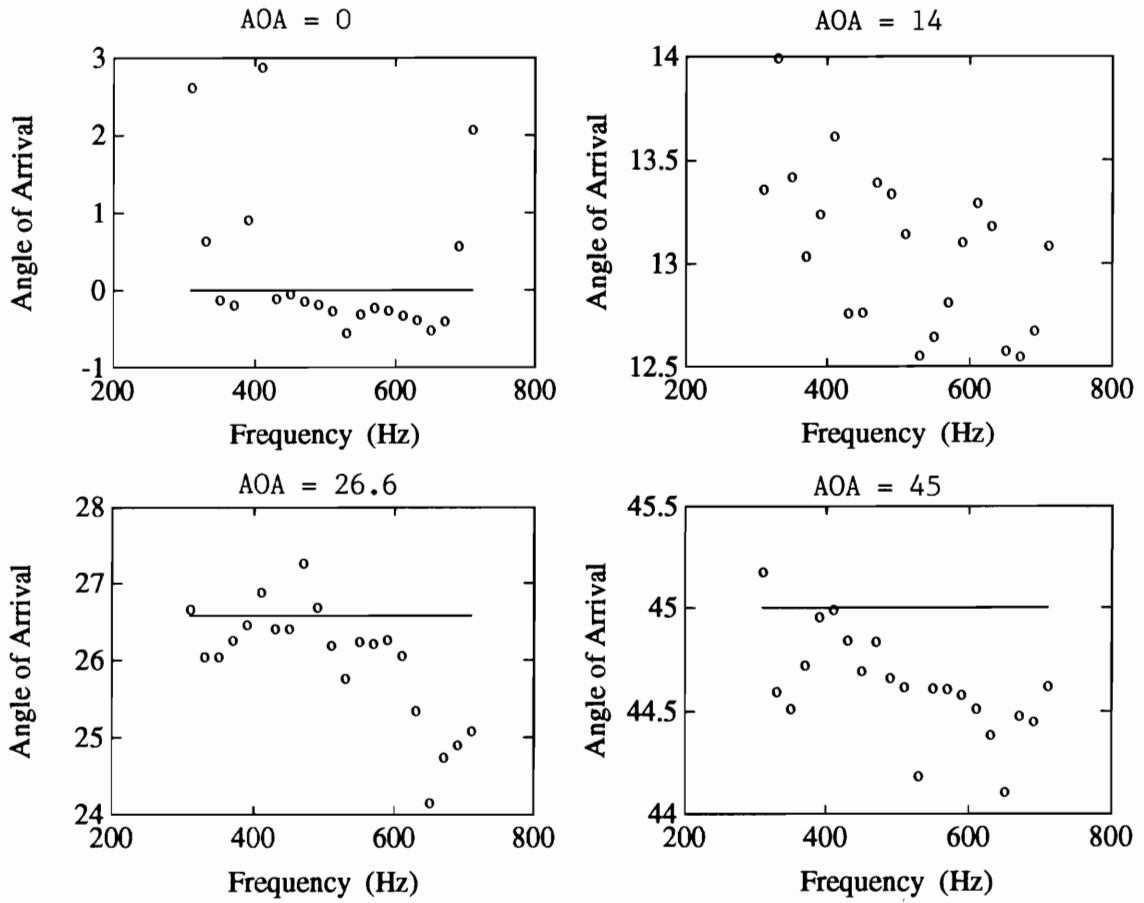 AOA = 0
3
2
1
0
-1
200
400
600
800
Angle of Arrival
Frequency (Hz)
AOA = 14
14
13.5
13
12.5
200
400
600
800
Angle of Arrival
Frequency (Hz)
AOA = 26.6
28
27
26
25
24
200
400
600
800
Angle of Arrival
Frequency (Hz)
AOA = 45
45.5
45
44.5
44
200
400
600
800
Angle of Arrival
Frequency (Hz)